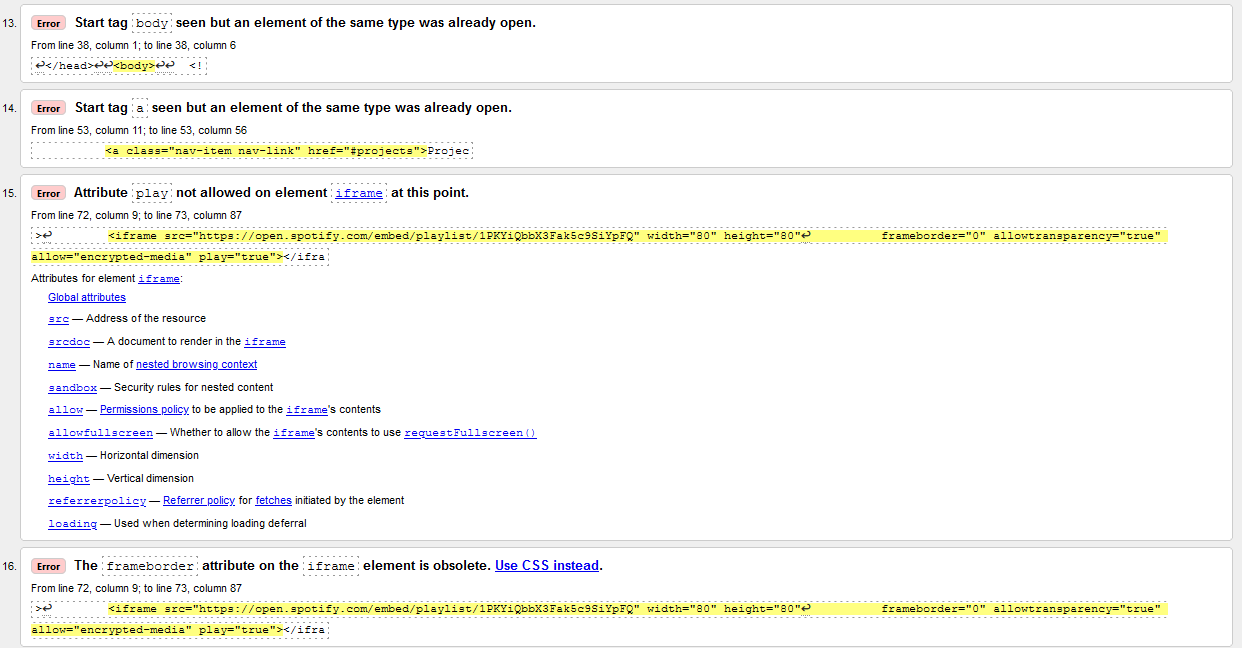 13. Error Start tag body seen but an element of the same type was already open.
From line 38, column 1; to line 38, column 6
↩</head>↩↩<body>↩↩  <!
14. Error Start tag a seen but an element of the same type was already open.
From line 53, column 11; to line 53, column 56
<a class="nav-item nav-link" href="#projects">Projec
15. Error Attribute play not allowed on element iframe at this point.
From line 72, column 9; to line 73, column 87
>↩ <iframe src="https://open.spotify.com/embed/playlist/1PKYiQbbX3Fak5c9SiYpFQ" width="80" height="80"↩ frameborder="0" allowtransparency="true"
allow="encrypted-media" play="true"></ifra
Attributes for element iframe:
Global attributes
src — Address of the resource
srcdoc — A document to render in the iframe
name — Name of nested browsing context
sandbox — Security rules for nested content
allow — Permissions policy to be applied to the iframe's contents
allowfullscreen — Whether to allow the iframe's contents to use requestFullscreen()
width — Horizontal dimension
height — Vertical dimension
referrerpolicy — Referrer policy for fetches initiated by the element
loading — Used when determining loading deferral
16. Error The frameborder attribute on the iframe element is obsolete. Use CSS instead.
From line 72, column 9; to line 73, column 87
>↩ <iframe src="https://open.spotify.com/embed/playlist/1PKYiQbbX3Fak5c9SiYpFQ" width="80" height="80"↩ frameborder="0" allowtransparency="true"
allow="encrypted-media" play="true"></ifra